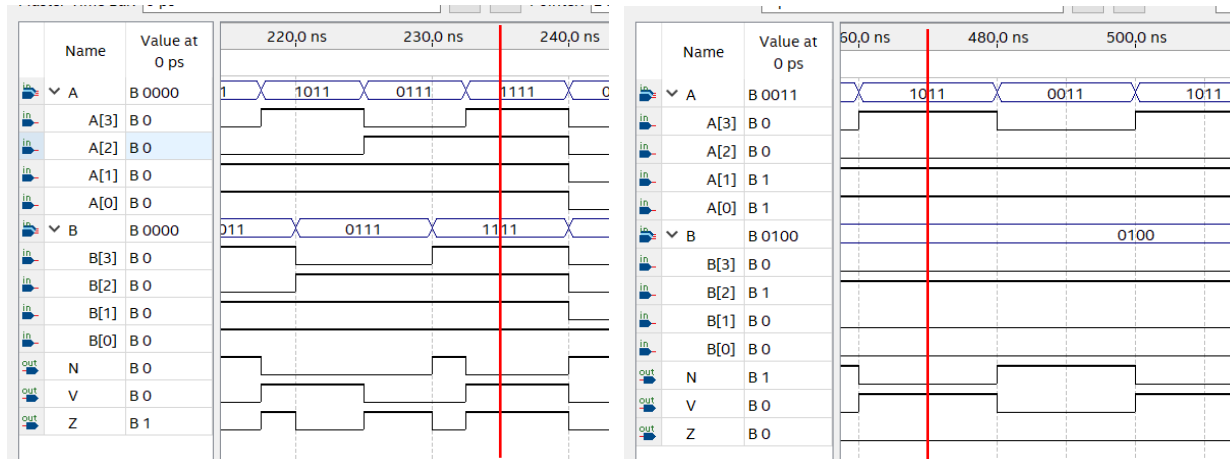 220,0 ns 230,0 ns 240,0 ns
Name Value at
0 ps
A B 0000 1011 0111 1111
A[3] B 0
A[2] B 0
A[1] B 0
A[0] B 0
B B 0000 011 0111 1111
B[3] B 0
B[2] B 0
B[1] B 0
B[0] B 0
N B 0
V B 0
Z B 1
60,0 ns 480,0 ns 500,0 ns
Name Value at
0 ps
A B 0011 1011 0011 1011
A[3] B 0
A[2] B 0
A[1] B 1
A[0] B 1
B B 0100 0100
B[3] B 0
B[2] B 1
B[1] B 0
B[0] B 0
N B 1
V B 0
Z B 0